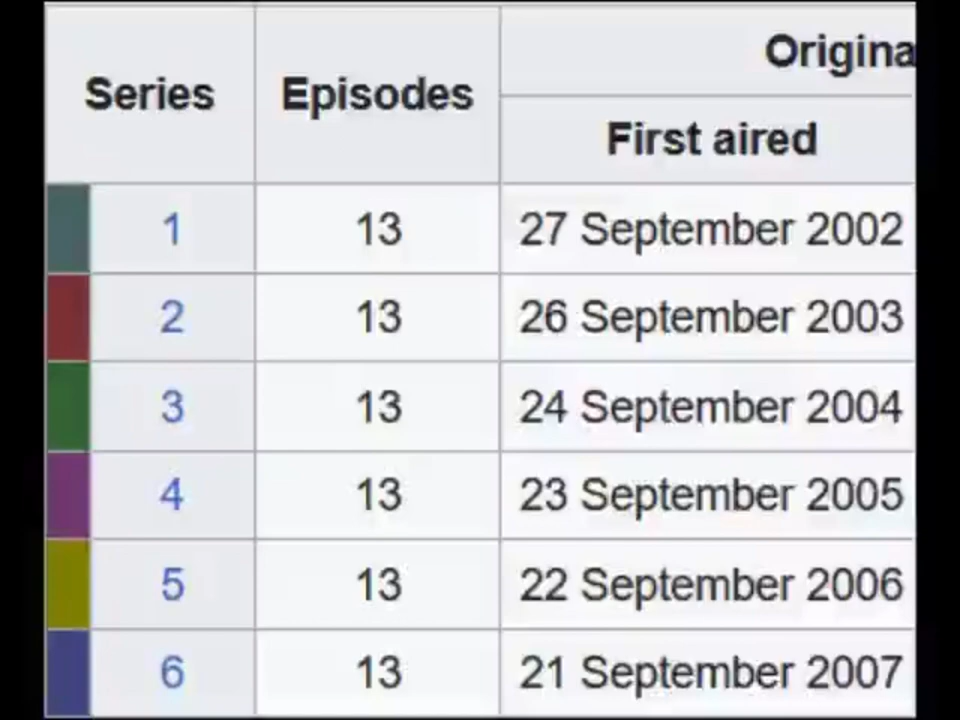 Series Episodes Origina
First aired
1 13 27 September 2002
2 13 26 September 2003
3 13 24 September 2004
4 13 23 September 2005
5 13 22 September 2006
6 13 21 September 2007